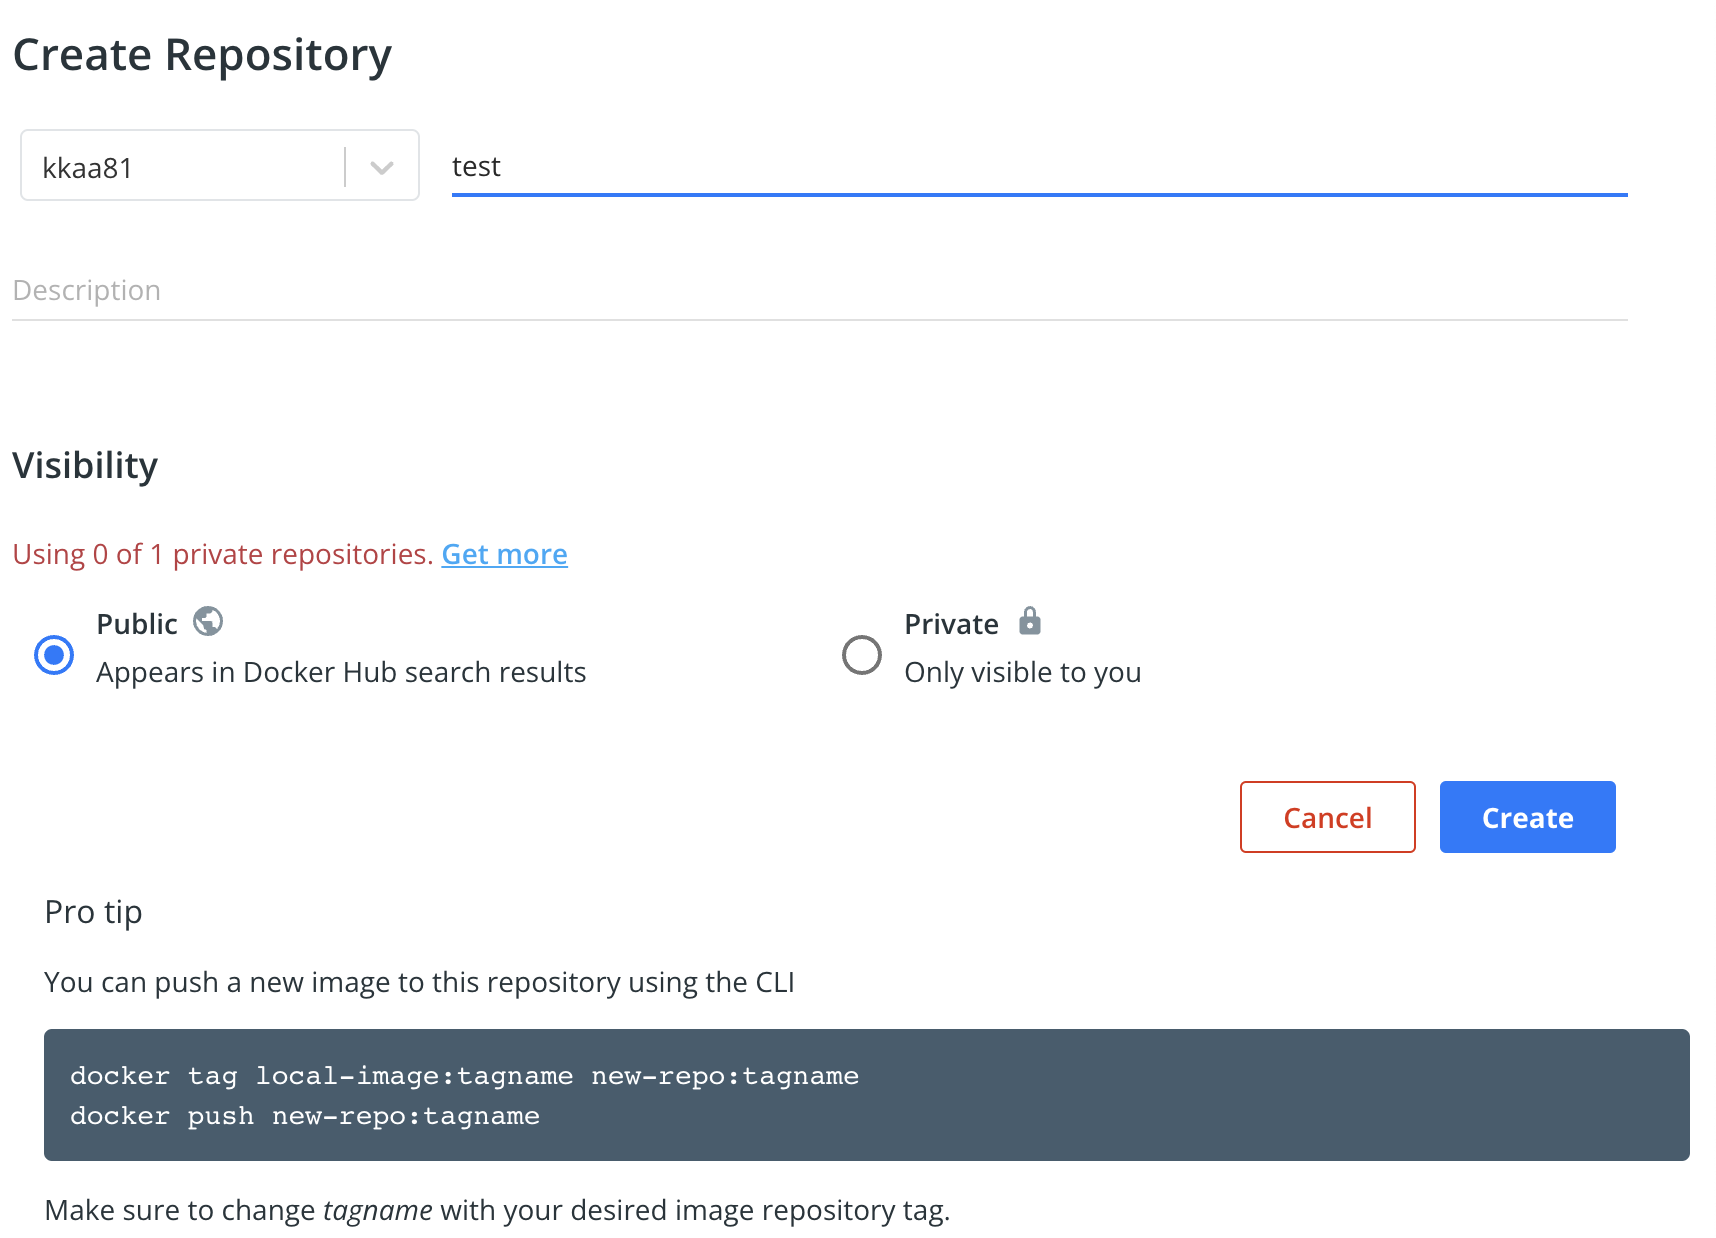 Create Repository
kkaa81
test
Description
Visibility
Using 0 of 1 private repositories. Get more
Public
Appears in Docker Hub search results
Private
Only visible to you
Cancel
Create
Pro tip
You can push a new image to this repository using the CLI
docker tag local-image:tagname new-repo:tagname
docker push new-repo:tagname
Make sure to change tagname with your desired image repository tag.